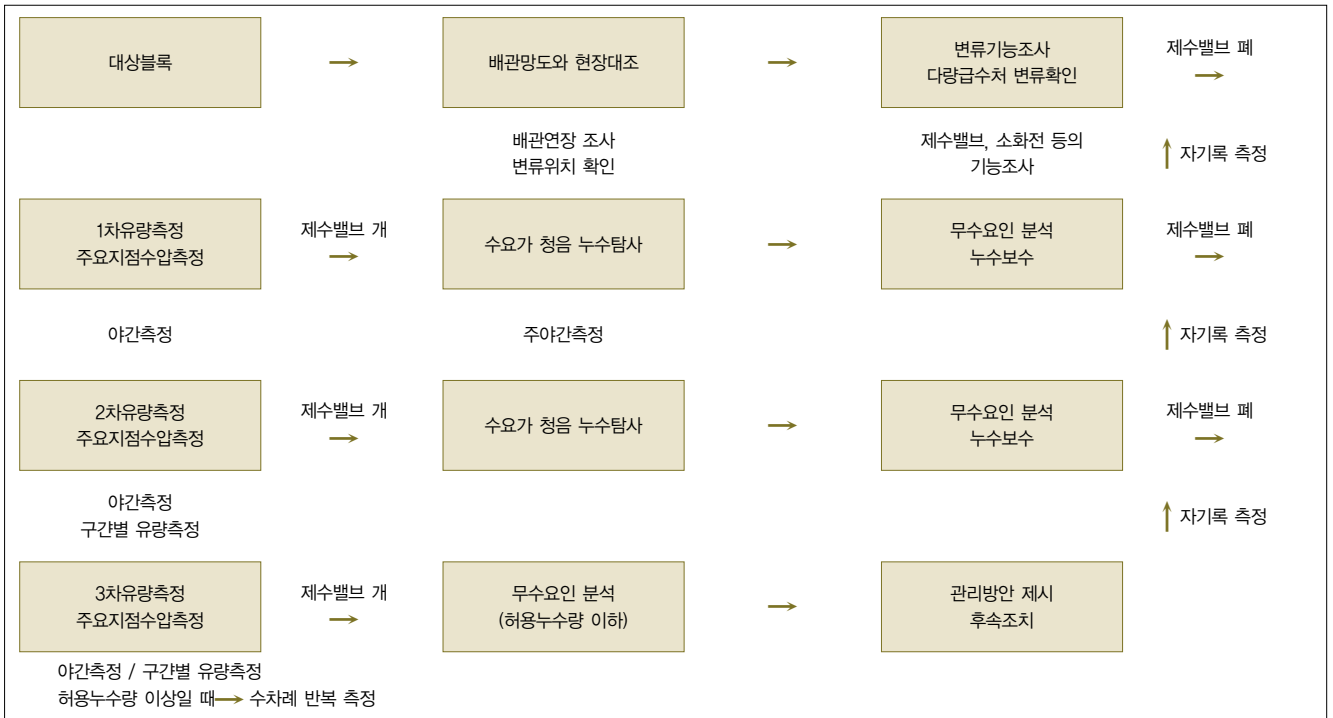 대상블록
배관망도와 현장대조
변류기능조사
다량급수처 변류확인
제수밸브 폐
배관연장 조사
변류위치 확인
제수밸브, 소화전 등의
기능조사
자기록 측정
1차유량측정
주요지점수압측정
제수밸브 개
수요가 청음 누수탐사
무수요인 분석
누수보수
제수밸브 폐
야간측정
주야간측정
자기록 측정
2차유량측정
주요지점수압측정
제수밸브 개
수요가 청음 누수탐사
무수요인 분석
누수보수
제수밸브 폐
야간측정
구간별 유량측정
자기록 측정
3차유량측정
주요지점수압측정
제수밸브 개
무수요인 분석
(허용누수량 이하)
관리방안 제시
후속조치
야간측정 / 구간별 유량측정
허용누수량 이상일 때→ 수차례 반복 측정